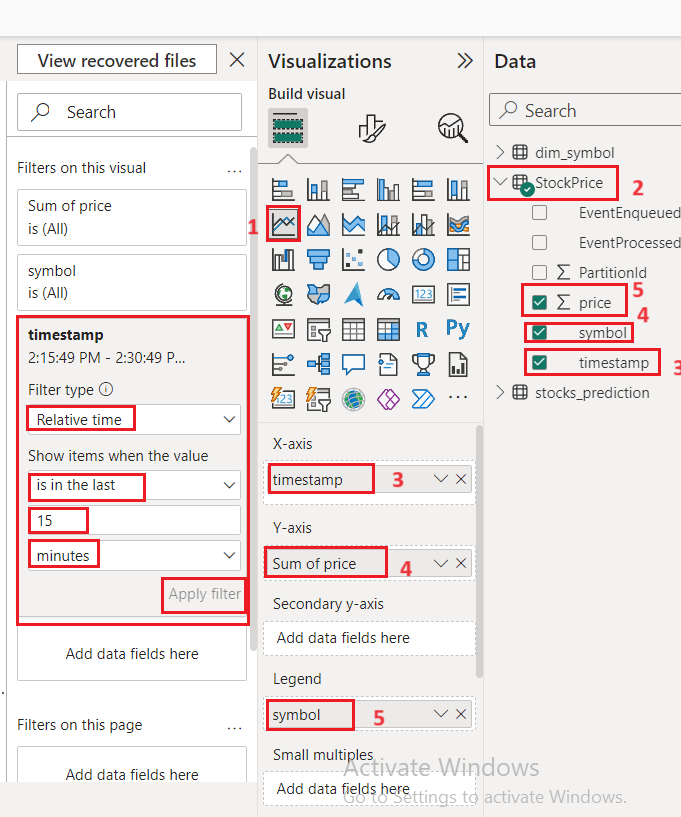 View recovered files
Search
Filters on this visual
...
Sum of price
is (All)
symbol
is (All)
timestamp
2:15:49 PM - 2:30:49 P...
Filter type
Relative time
Show items when the value
is in the last
15
minutes
Apply filter
Add data fields here
Filters on this page
...
Add data fields here
Visualizations
Build visual
1
123
R
Py
123
...
X-axis
timestamp
3
Y-axis
Sum of price
4
Secondary y-axis
Add data fields here
Legend
symbol
5
Small multiples
Add data fields here
Data
Search
dim_symbol
StockPrice
2
EventEnqueued
EventProcessed
PartitionId
price
5
symbol
4
timestamp
3
stocks_prediction
Activate Windows
Go to Settings to activate Windows.